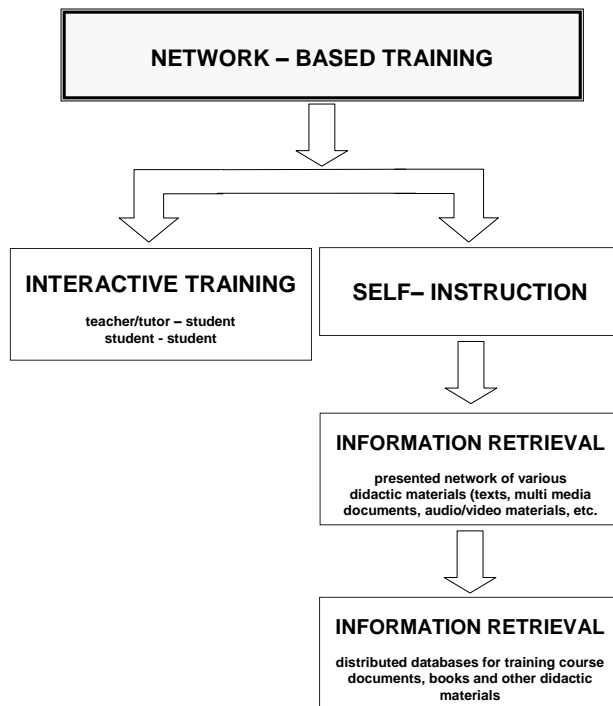 NETWORK – BASED TRAINING
INTERACTIVE TRAINING
teacher/tutor – student
student - student
SELF– INSTRUCTION
INFORMATION RETRIEVAL
presented network of various
didactic materials (texts, multi media
documents, audio/video materials, etc.
INFORMATION RETRIEVAL
distributed databases for training course
documents, books and other didactic
materials